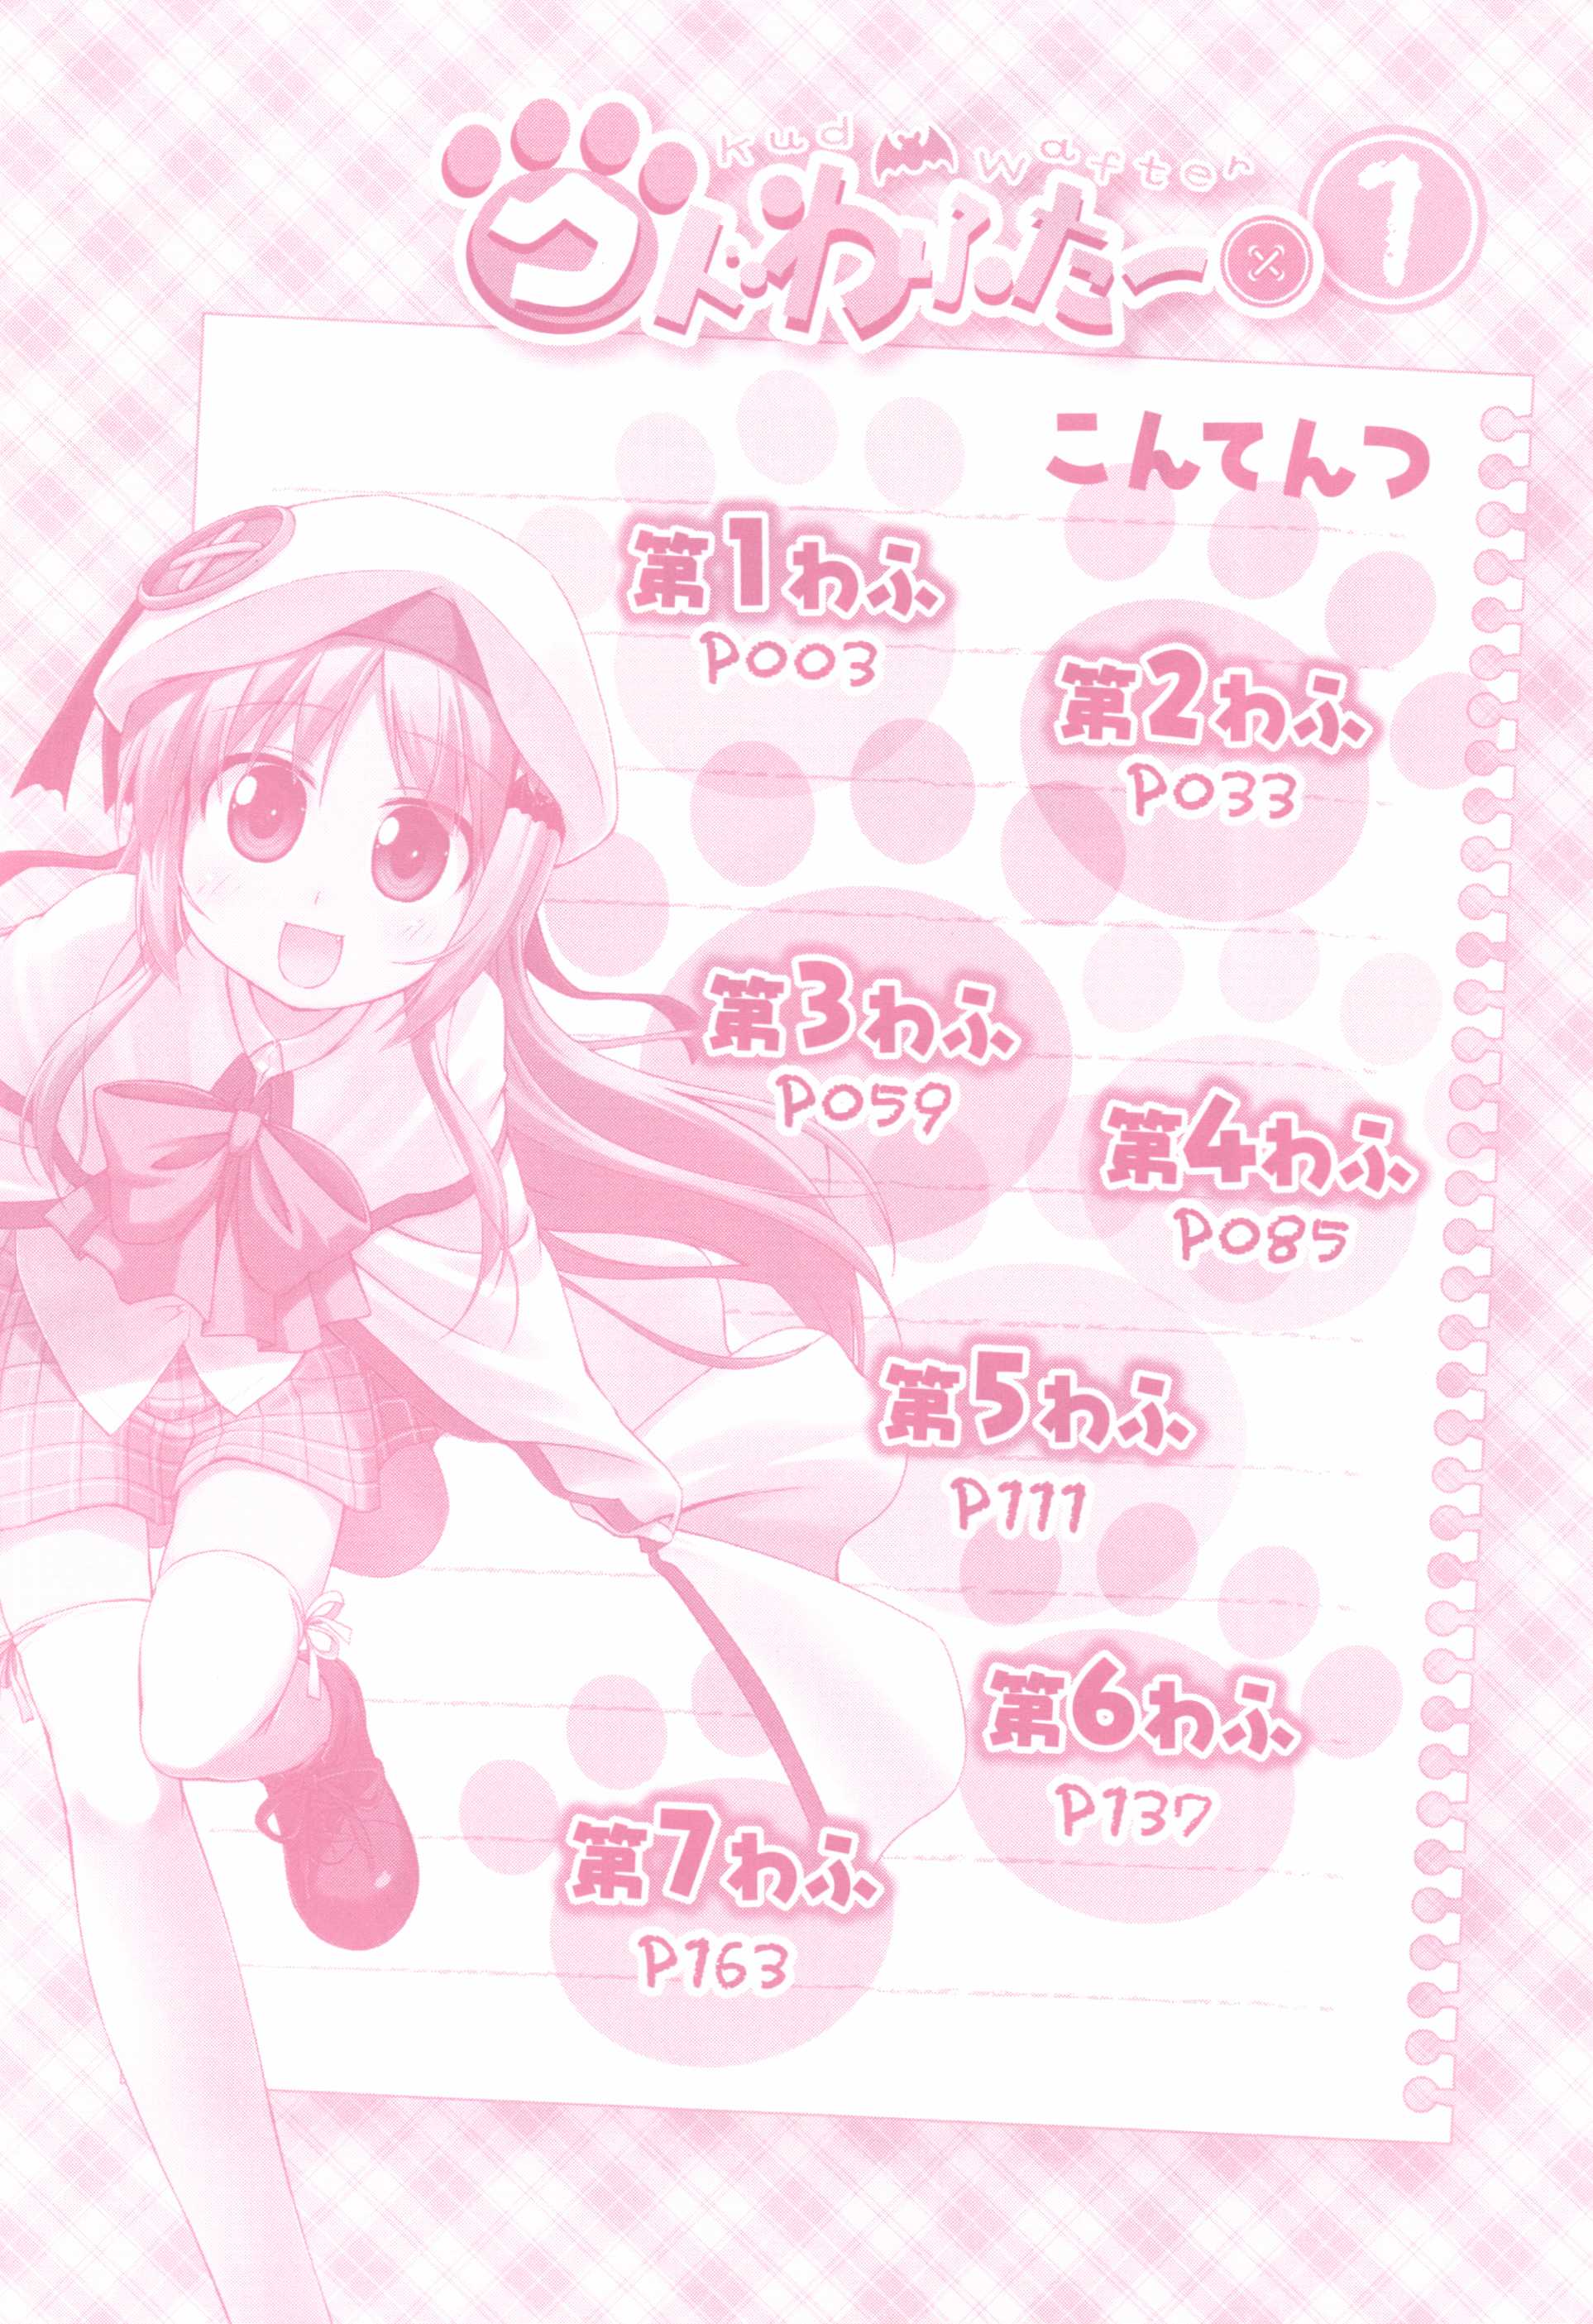 kud wafter
クドわふたー
1
こんてんつ
第1わふ
P003
第2わふ
P033
第3わふ
P059
第4わふ
P085
第5わふ
P111
第6わふ
P137
第7わふ
P163